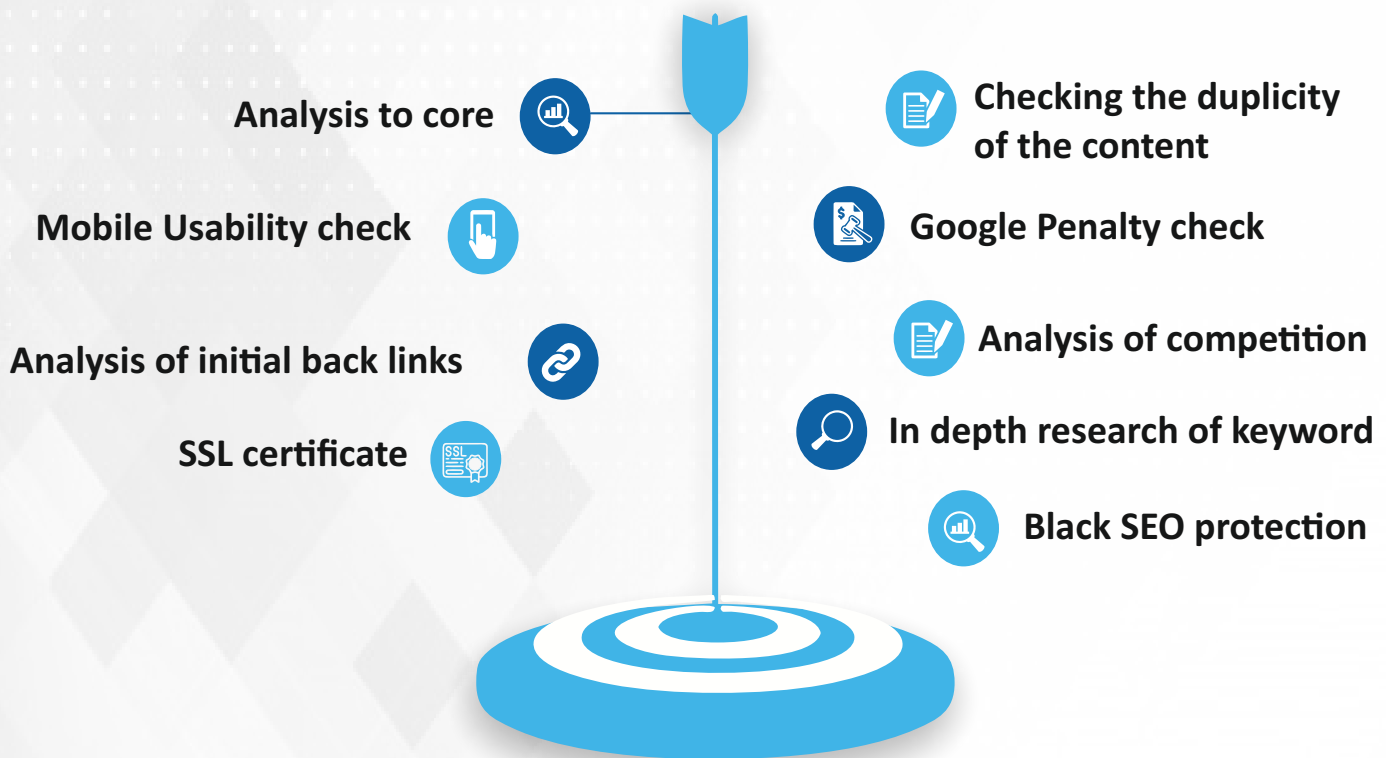 Analysis to core
Mobile Usability check
Analysis of initial back links
SSL certificate
SSL
Checking the duplicity
of the content
$
Google Penalty check
Analysis of competition
In depth research of keyword
Black SEO protection